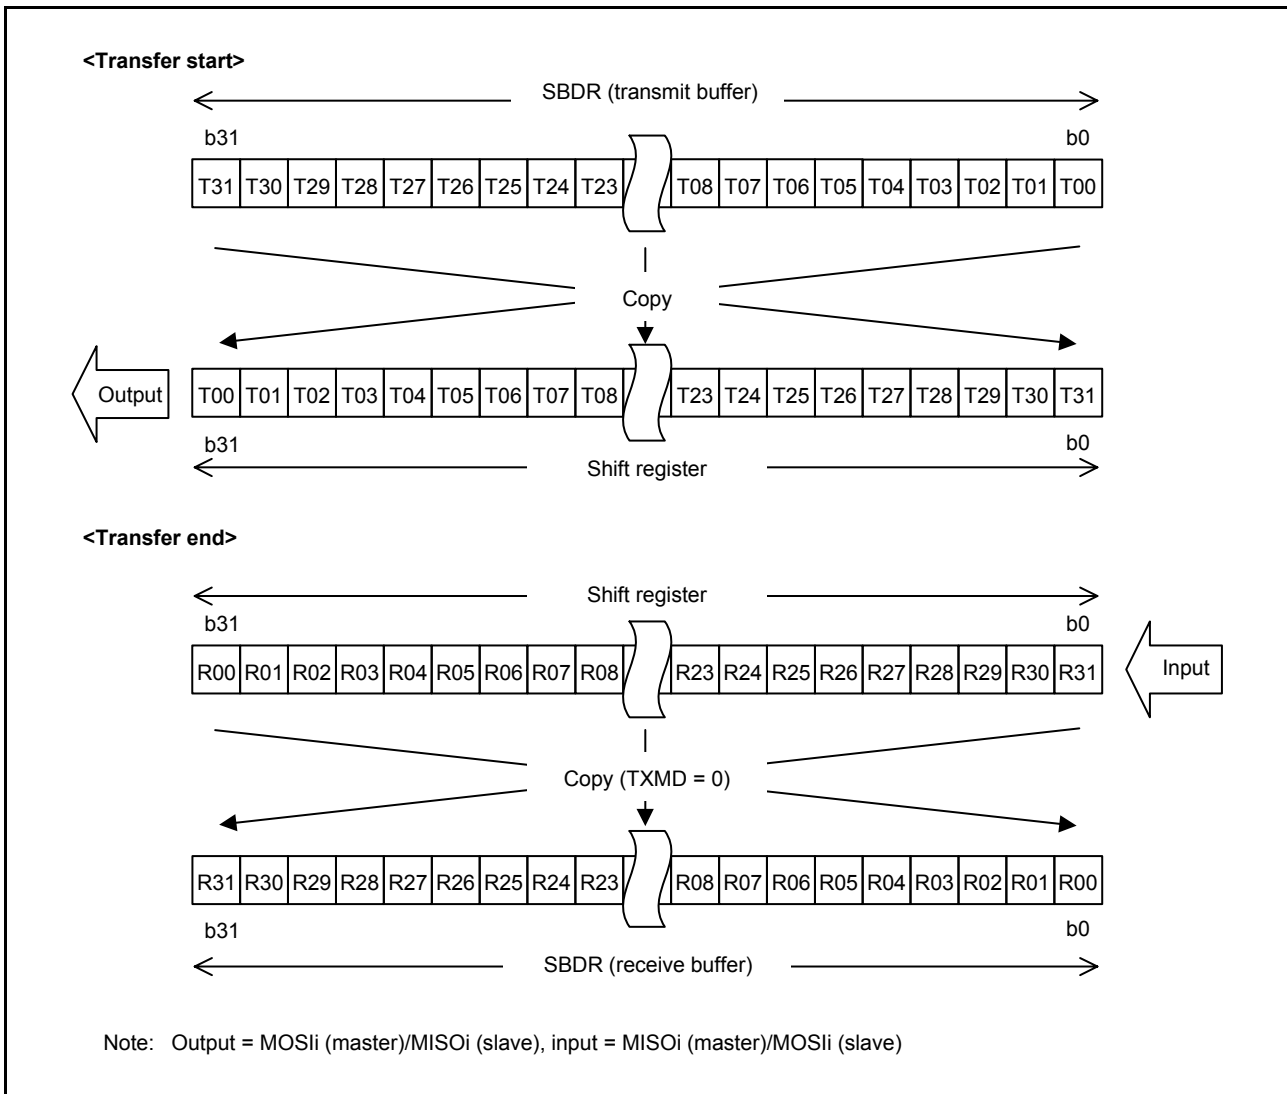 <Transfer start>
SBDR (transmit buffer)
b31 b0
T31 T30 T29 T28 T27 T26 T25 T24 T23 T08 T07 T06 T05 T04 T03 T02 T01 T00
Copy
Output T00 T01 T02 T03 T04 T05 T06 T07 T08 T23 T24 T25 T26 T27 T28 T29 T30 T31
b31 b0
Shift register
<Transfer end>
Shift register
b31 b0
R00 R01 R02 R03 R04 R05 R06 R07 R08 R23 R24 R25 R26 R27 R28 R29 R30 R31 Input
Copy (TXMD = 0)
R31 R30 R29 R28 R27 R26 R25 R24 R23 R08 R07 R06 R05 R04 R03 R02 R01 R00
b31 b0
SBDR (receive buffer)
Note: Output = MOSIi (master)/MISOi (slave), input = MISOi (master)/MOSIi (slave)